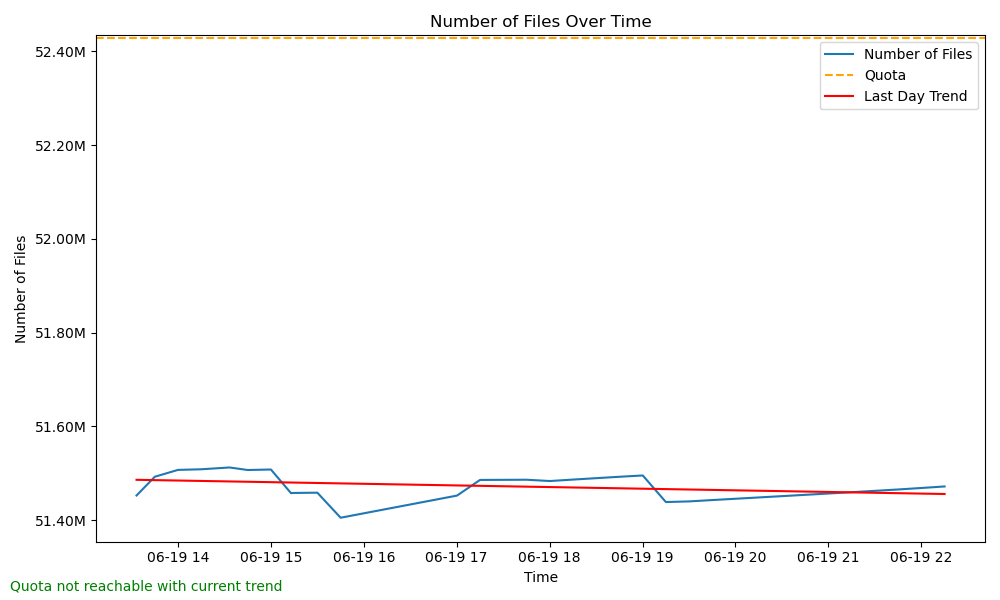 Number of Files Over Time
52.40M
52.20M
52.00M
51.80M
51.60M
51.40M
Number of Files
Number of Files
Quota
Last Day Trend
06-19 14
06-19 15
06-19 16
06-19 17
06-19 18
06-19 19
06-19 20
06-19 21
06-19 22
Time
Quota not reachable with current trend